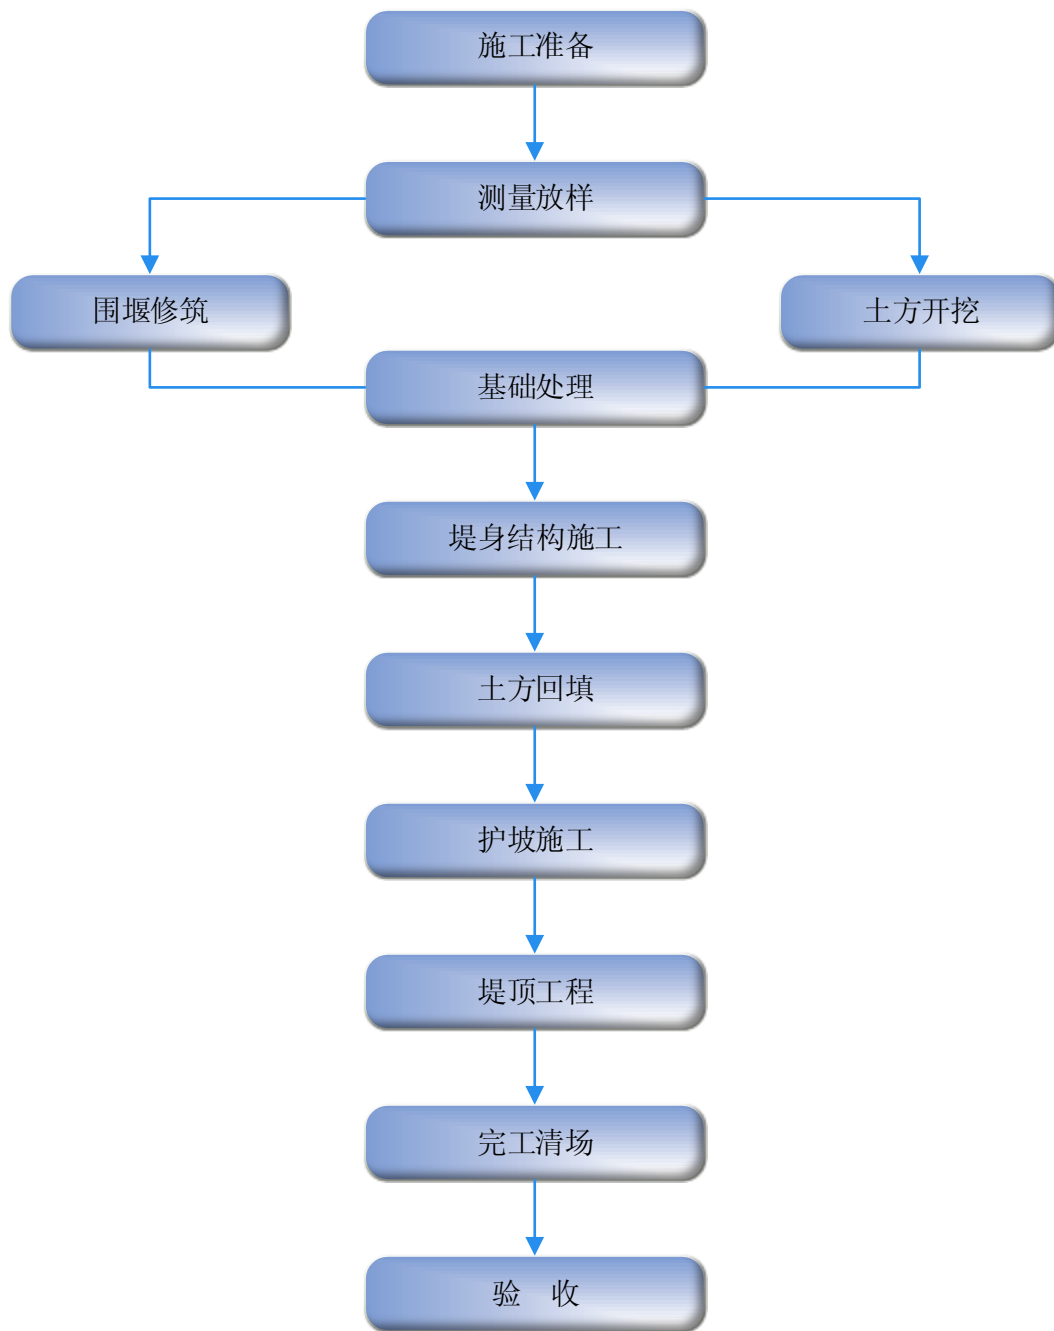 施工准备
测量放样
围堰修筑
土方开挖
基础处理
堤身结构施工
土方回填
护坡施工
堤顶工程
完工清场
验　收